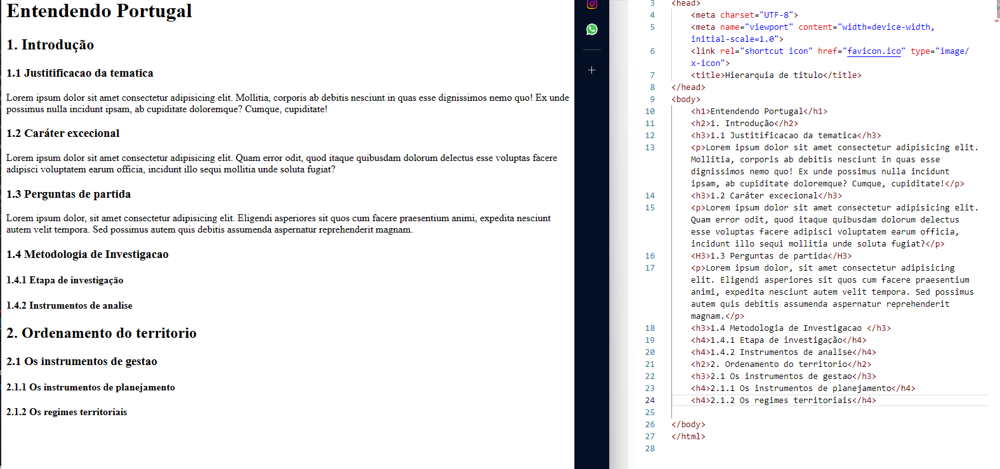 Entendendo Portugal
1. Introdução
1.1 Justitificacao da tematica
Lorem ipsum dolor sit amet consectetur adipisicing elit. Mollitia, corporis ab debitis nesciunt in quas esse dignissimos nemo quo! Ex unde
possimus nulla incidunt ipsam, ab cupiditate doloremque? Cumque, cupiditate!
1.2 Caráter excecional
Lorem ipsum dolor sit amet consectetur adipisicing elit. Quam error odit, quod itaque quibusdam dolorum delectus esse voluptas facere
adipisci voluptatem earum officia, incidunt illo sequi mollitia unde soluta fugiat?
1.3 Perguntas de partida
Lorem ipsum dolor, sit amet consectetur adipisicing elit. Eligendi asperiores sit quos cum facere praesentium animi, expedita nesciunt
autem velit tempora. Sed possimus autem quis debitis assumenda aspernatur reprehenderit magnam.
1.4 Metodologia de Investigacao
1.4.1 Etapa de investigação
1.4.2 Instrumentos de analise
2. Ordenamento do territorio
2.1 Os instrumentos de gestao
2.1.1 Os instrumentos de planejamento
2.1.2 Os regimes territoriais
3 <head>
4 <meta charset="UTF-8">
5 <meta name="viewport" content="width=device-width,
initial-scale=1.0">
6 <link rel="shortcut icon" href="favicon.ico" type="image/
x-icon">
7 <title>Hierarquia de titulo</title>
8 </head>
9 <body>
10 <h1>Entendendo Portugal</h1>
11 <h2>1. Introdução</h2>
12 <h3>1.1 Justitificacao da tematica</h3>
13 <p>Lorem ipsum dolor sit amet consectetur adipisicing elit.
Mollitia, corporis ab debitis nesciunt in quas esse
dignissimos nemo quo! Ex unde possimus nulla incidunt
ipsam, ab cupiditate doloremque? Cumque, cupiditate!</p>
14 <h3>1.2 Caráter excecional</h3>
15 <p>Lorem ipsum dolor sit amet consectetur adipisicing elit.
Quam error odit, quod itaque quibusdam dolorum delectus
esse voluptas facere adipisci voluptatem earum officia,
incidunt illo sequi mollitia unde soluta fugiat?</p>
16 <H3>1.3 Perguntas de partida</H3>
17 <p>Lorem ipsum dolor, sit amet consectetur adipisicing
elit. Eligendi asperiores sit quos cum facere praesentium
animi, expedita nesciunt autem velit tempora. Sed possimus
autem quis debitis assumenda aspernatur reprehenderit
magnam.</p>
18 <h3>1.4 Metodologia de Investigacao </h3>
19 <h4>1.4.1 Etapa de investigação</h4>
20 <h4>1.4.2 Instrumentos de analise</h4>
21 <h2>2. Ordenamento do territorio</h2>
22 <h3>2.1 Os instrumentos de gestao</h3>
23 <h4>2.1.1 Os instrumentos de planejamento</h4>
24 <h4>2.1.2 Os regimes territoriais</h4>
25
26 </body>
27 </html>
28